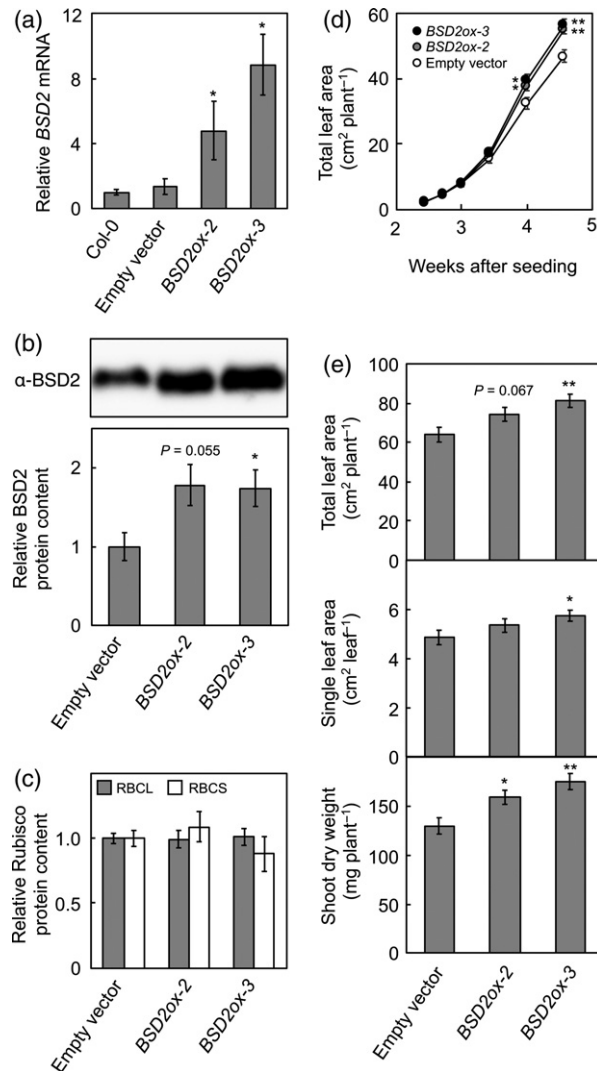 (a)
Relative BSD2 mRNA
12
8
4
0
Col-0
Empty vector
BSD2ox-2
BSD2ox-3
*
*
(b)
α-BSD2
Relative BSD2
protein content
2
1
0
P = 0.055
*
Empty vector
BSD2ox-2
BSD2ox-3
(c)
RBCL
RBCS
Relative Rubisco
protein content
1.0
0.5
0
Empty vector
BSD2ox-2
BSD2ox-3
(d)
BSD2ox-3
BSD2ox-2
Empty vector
Total leaf area
(cm² plant⁻¹)
60
40
20
0
*
*
**
**
2
3
4
5
Weeks after seeding
(e)
Total leaf area
(cm² plant⁻¹)
100
80
60
40
20
0
P = 0.067
**
Single leaf area
(cm² leaf⁻¹)
6
4
2
0
*
Shoot dry weight
(mg plant⁻¹)
150
100
50
0
*
**
Empty vector
BSD2ox-2
BSD2ox-3